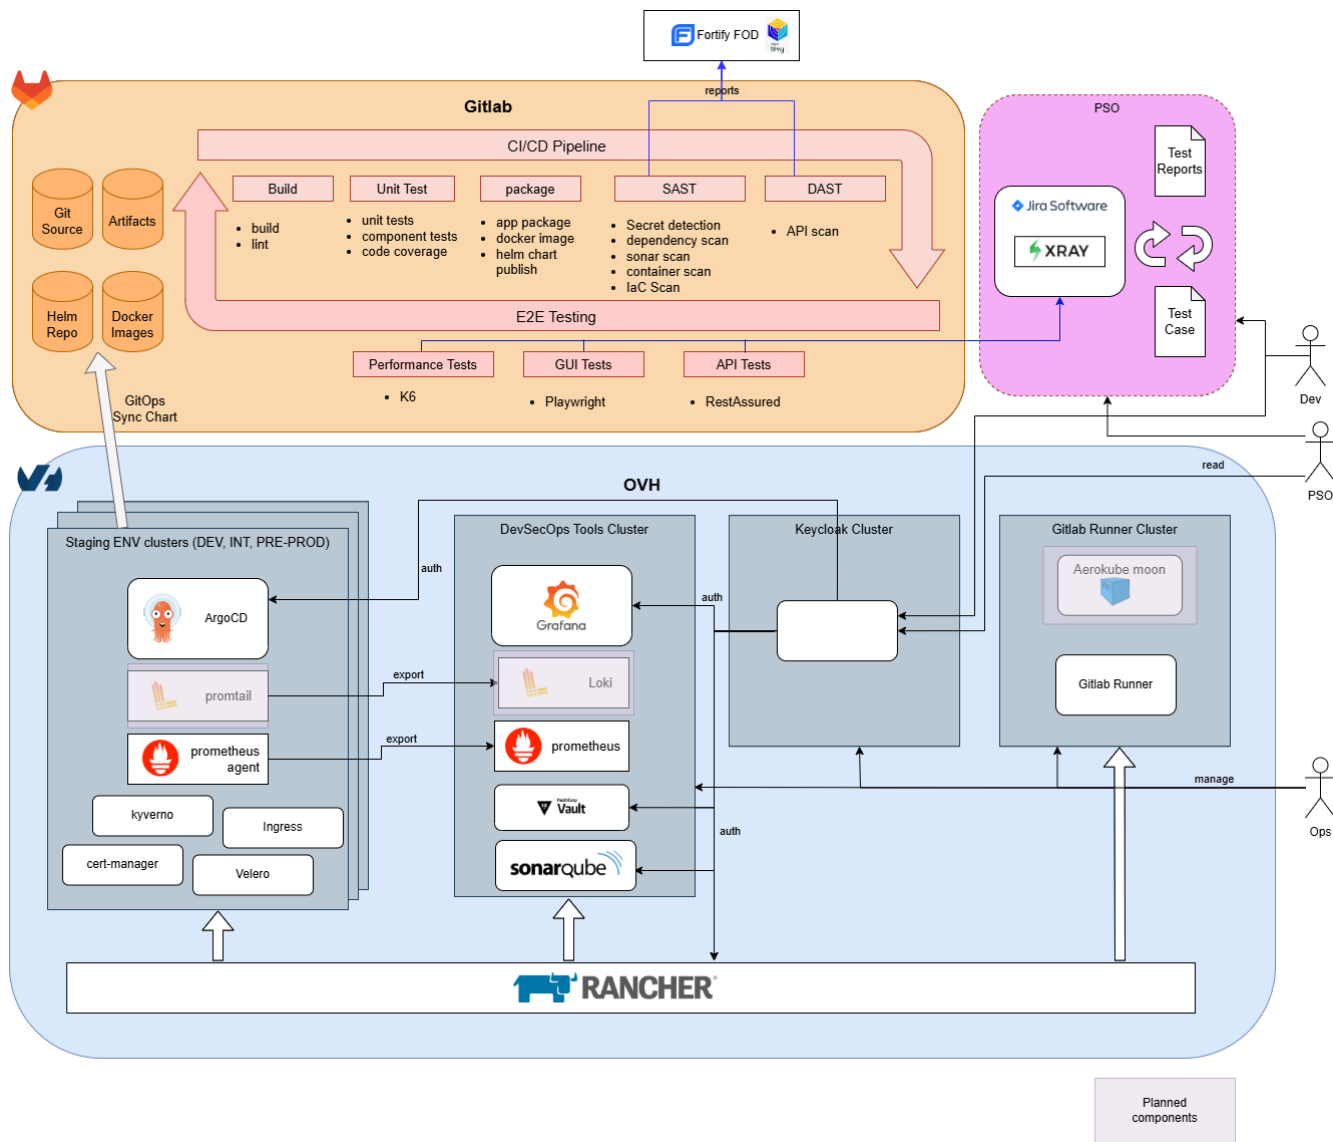 Fortify FOD
trivy
reports
Gitlab
PSO
CI/CD Pipeline
Test
Reports
Build
Unit Test
package
SAST
DAST
Git
Source
Artifacts
build
lint
unit tests
component tests
code coverage
app package
docker image
helm chart
publish
Secret detection
dependency scan
sonar scan
container scan
IaC Scan
API scan
Jira Software
XRAY
Helm
Repo
Docker
Images
E2E Testing
Test
Case
Performance Tests
GUI Tests
API Tests
K6
Playwright
RestAssured
Dev
GitOps
Sync Chart
read
PSO
OVH
Staging ENV clusters (DEV, INT, PRE-PROD)
DevSecOps Tools Cluster
Keycloak Cluster
Gitlab Runner Cluster
auth
Aerokube moon
ArgoCD
Grafana
auth
export
promtail
Loki
Gitlab Runner
export
prometheus
agent
prometheus
manage
kyverno
Ingress
HashiCorp
Vault
auth
Ops
cert-manager
Velero
sonarqube
RANCHER
Planned
components